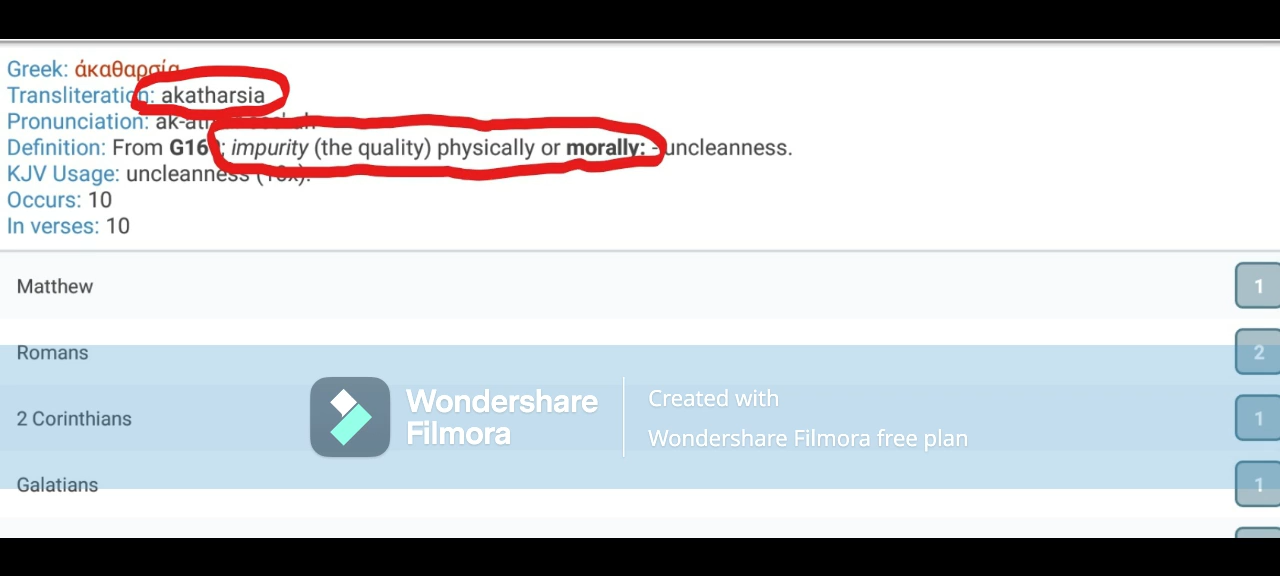 Greek: ἀκαθαρσία
Transliteration: akatharsia
Pronunciation:
Definition: From impurity (the quality) physically or morally: - uncleanness.
KJV Usage: uncleanness (10x).
Occurs: 10
In verses: 10
Matthew 1
Romans 2
2 Corinthians 1
Galatians 1
Wondershare Filmora
Created with
Wondershare Filmora free plan